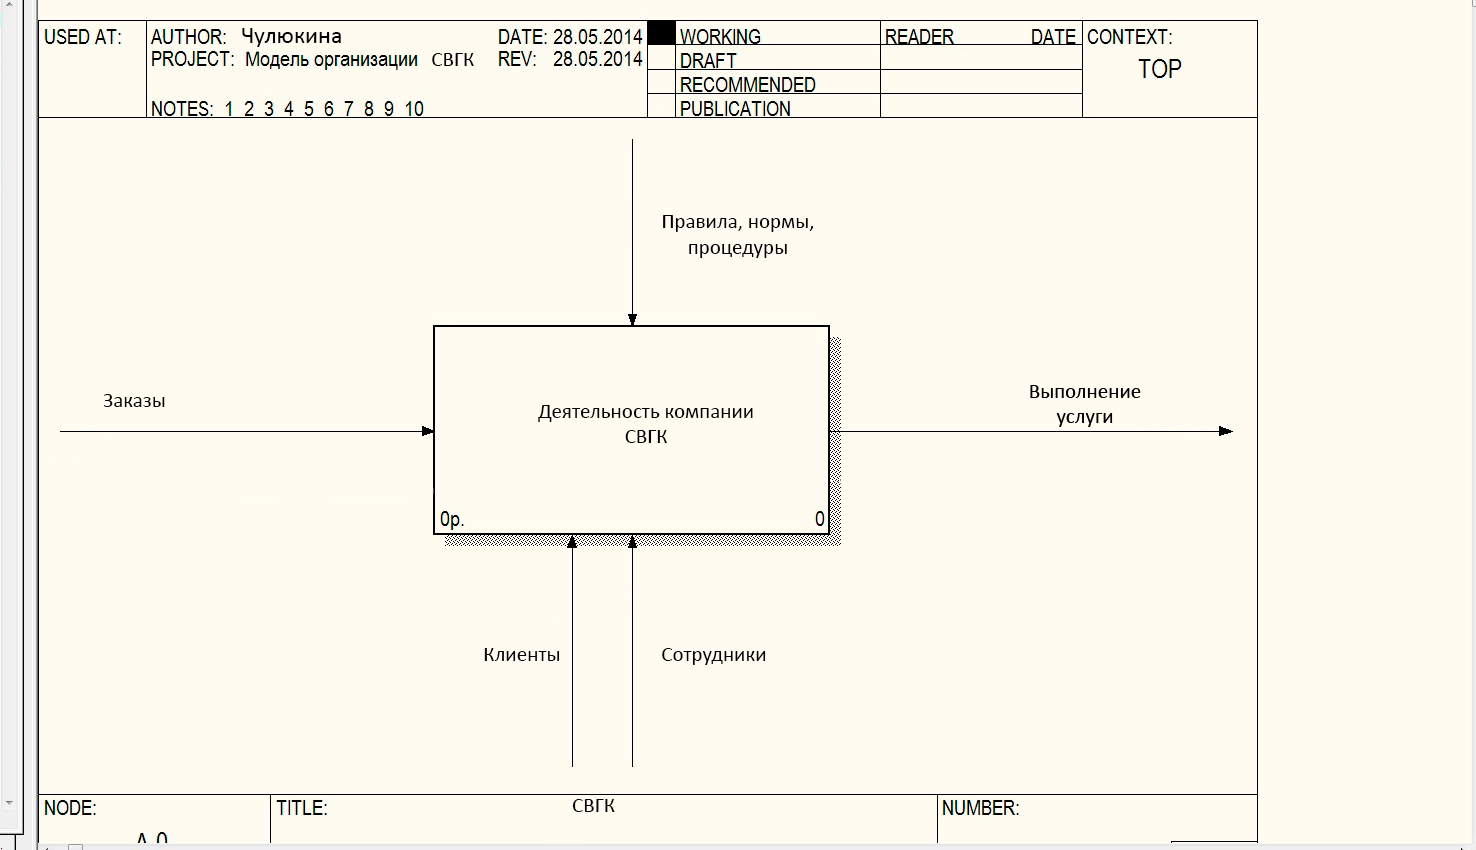 USED AT:
AUTHOR: Чулюкина
DATE: 28.05.2014
PROJECT: Модель организации СВГК
REV: 28.05.2014
NOTES: 1 2 3 4 5 6 7 8 9 10
WORKING
DRAFT
RECOMMENDED
PUBLICATION
READER DATE
CONTEXT:
TOP
Правила, нормы,
процедуры
Заказы
Деятельность компании
СВГК
0р.
0
Выполнение
услуги
Клиенты
Сотрудники
NODE:
A-0
TITLE:
СВГК
NUMBER: